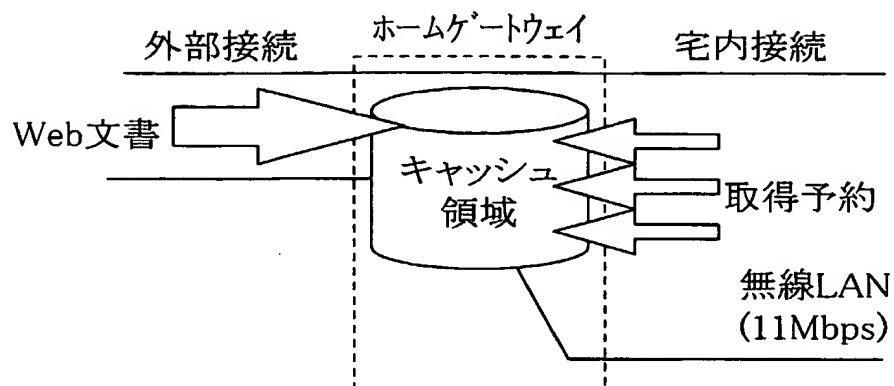 ホームゲートウェイ
外部接続
宅内接続
Web文書
キャッシュ
領域
取得予約
無線LAN
(11Mbps)